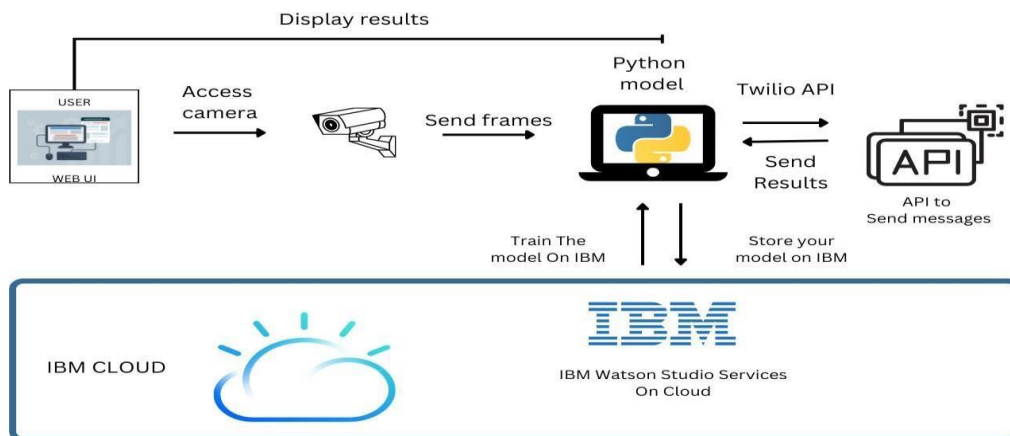 Display results
USER
WEB UI
Access
camera
Send frames
Python
model
Twilio API
Send
Results
API
API to
Send messages
Train The
model On IBM
Store your
model on IBM
IBM CLOUD
IBM
IBM Watson Studio Services
On Cloud